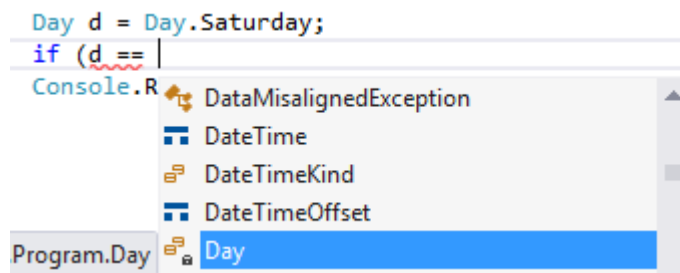 Day d = Day.Saturday;
if (d ==
Console.R
DataMisalignedException
DateTime
DateTimeKind
DateTimeOffset
.Program.Day
Day